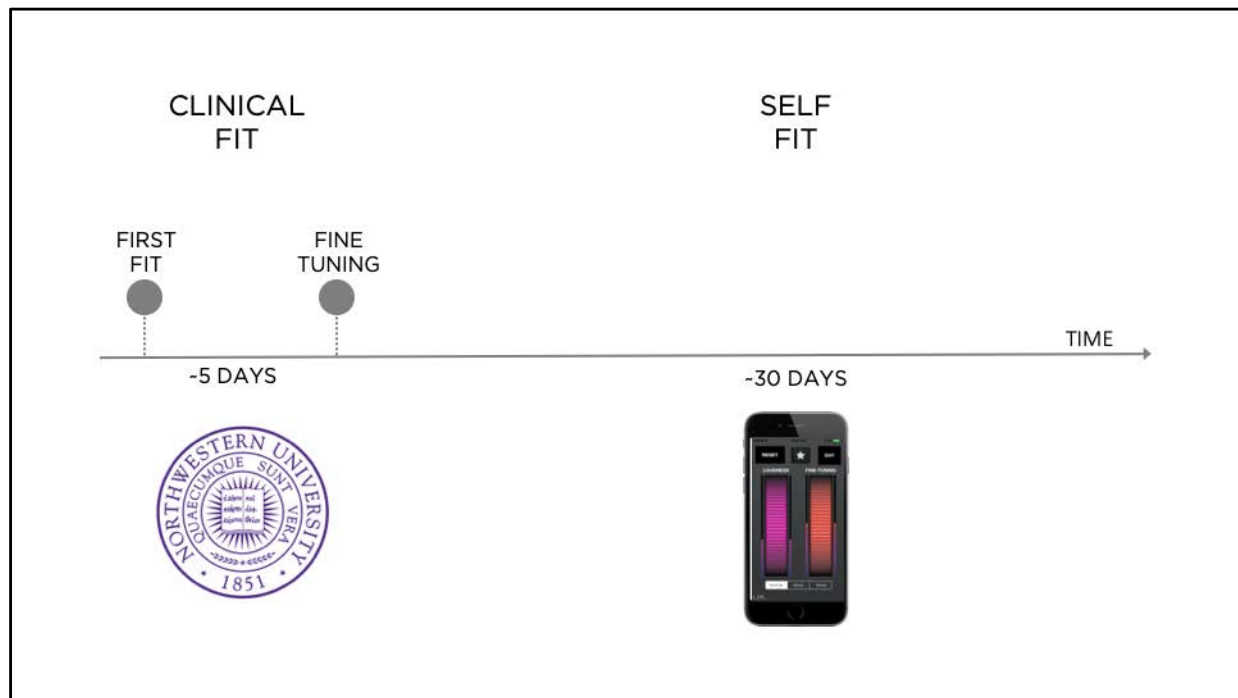 CLINICAL
FIT
SELF
FIT
FIRST
FIT
FINE
TUNING
TIME
~5 DAYS
~30 DAYS
NORTHWESTERN UNIVERSITY
QUAECUMQUE SUNT VERA
1851
RESET
LOUDNESS
FINE TUNING